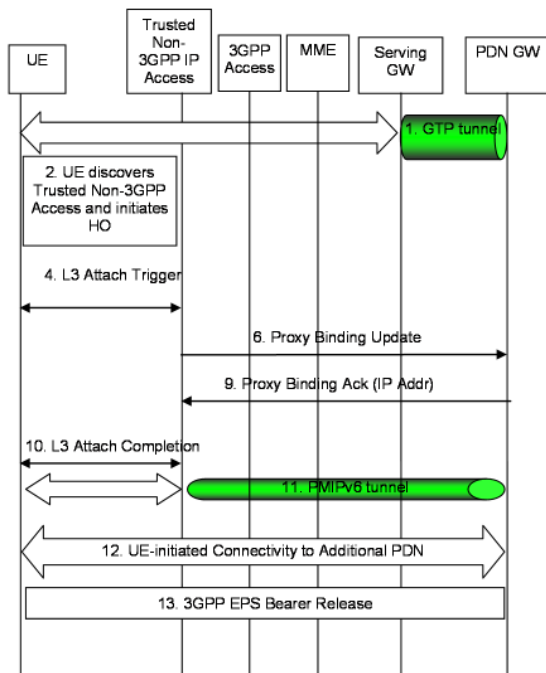 UE
Trusted
Non-
3GPP IP
Access
3GPP
Access
MME
Serving
GW
PDN GW
1. GTP tunnel
2. UE discovers
Trusted Non-3GPP
Access and initiates
HO
4. L3 Attach Trigger
6. Proxy Binding Update
9. Proxy Binding Ack (IP Addr)
10. L3 Attach Completion
11. PMIPv6 tunnel
12. UE-initiated Connectivity to Additional PDN
13. 3GPP EPS Bearer Release